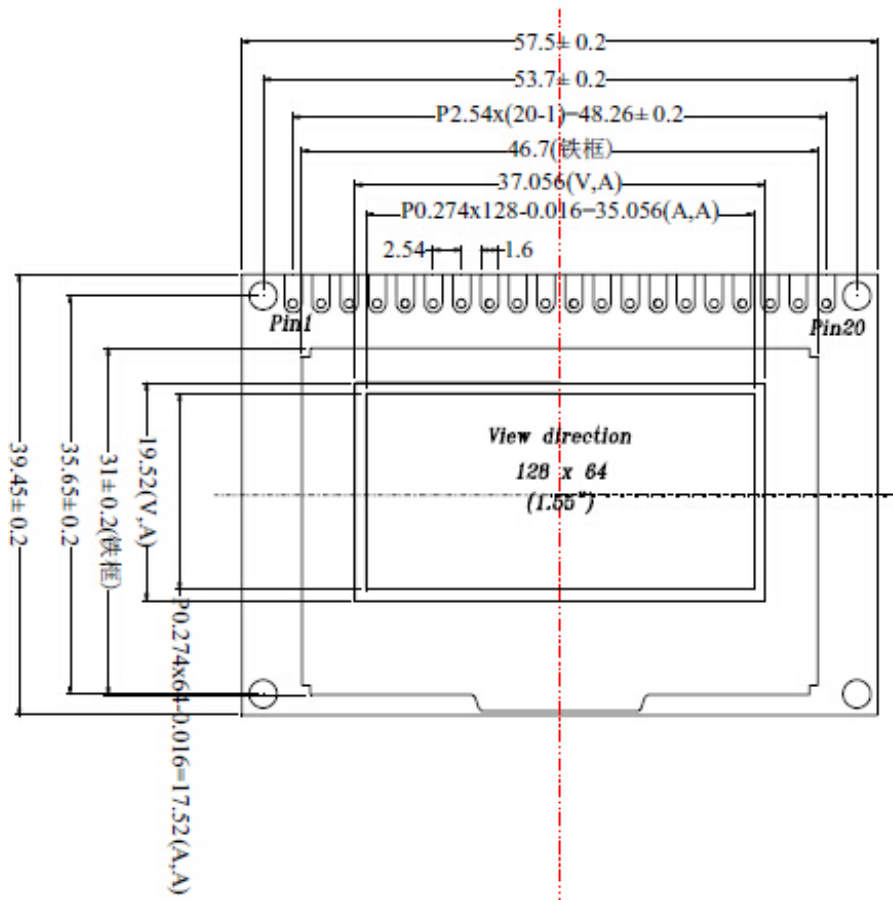 57.5±0.2
53.7±0.2
P2.54x(20-1)=48.26±0.2
46.7(铁框)
37.056(V,A)
P0.274x128-0.016=35.056(A,A)
2.54
1.6
Pin1
Pin20
View direction
128 x 64
(1.55")
39.45±0.2
35.65±0.2
31±0.2(铁框)
19.52(V,A)
P0.274x64-0.016=17.52(A,A)